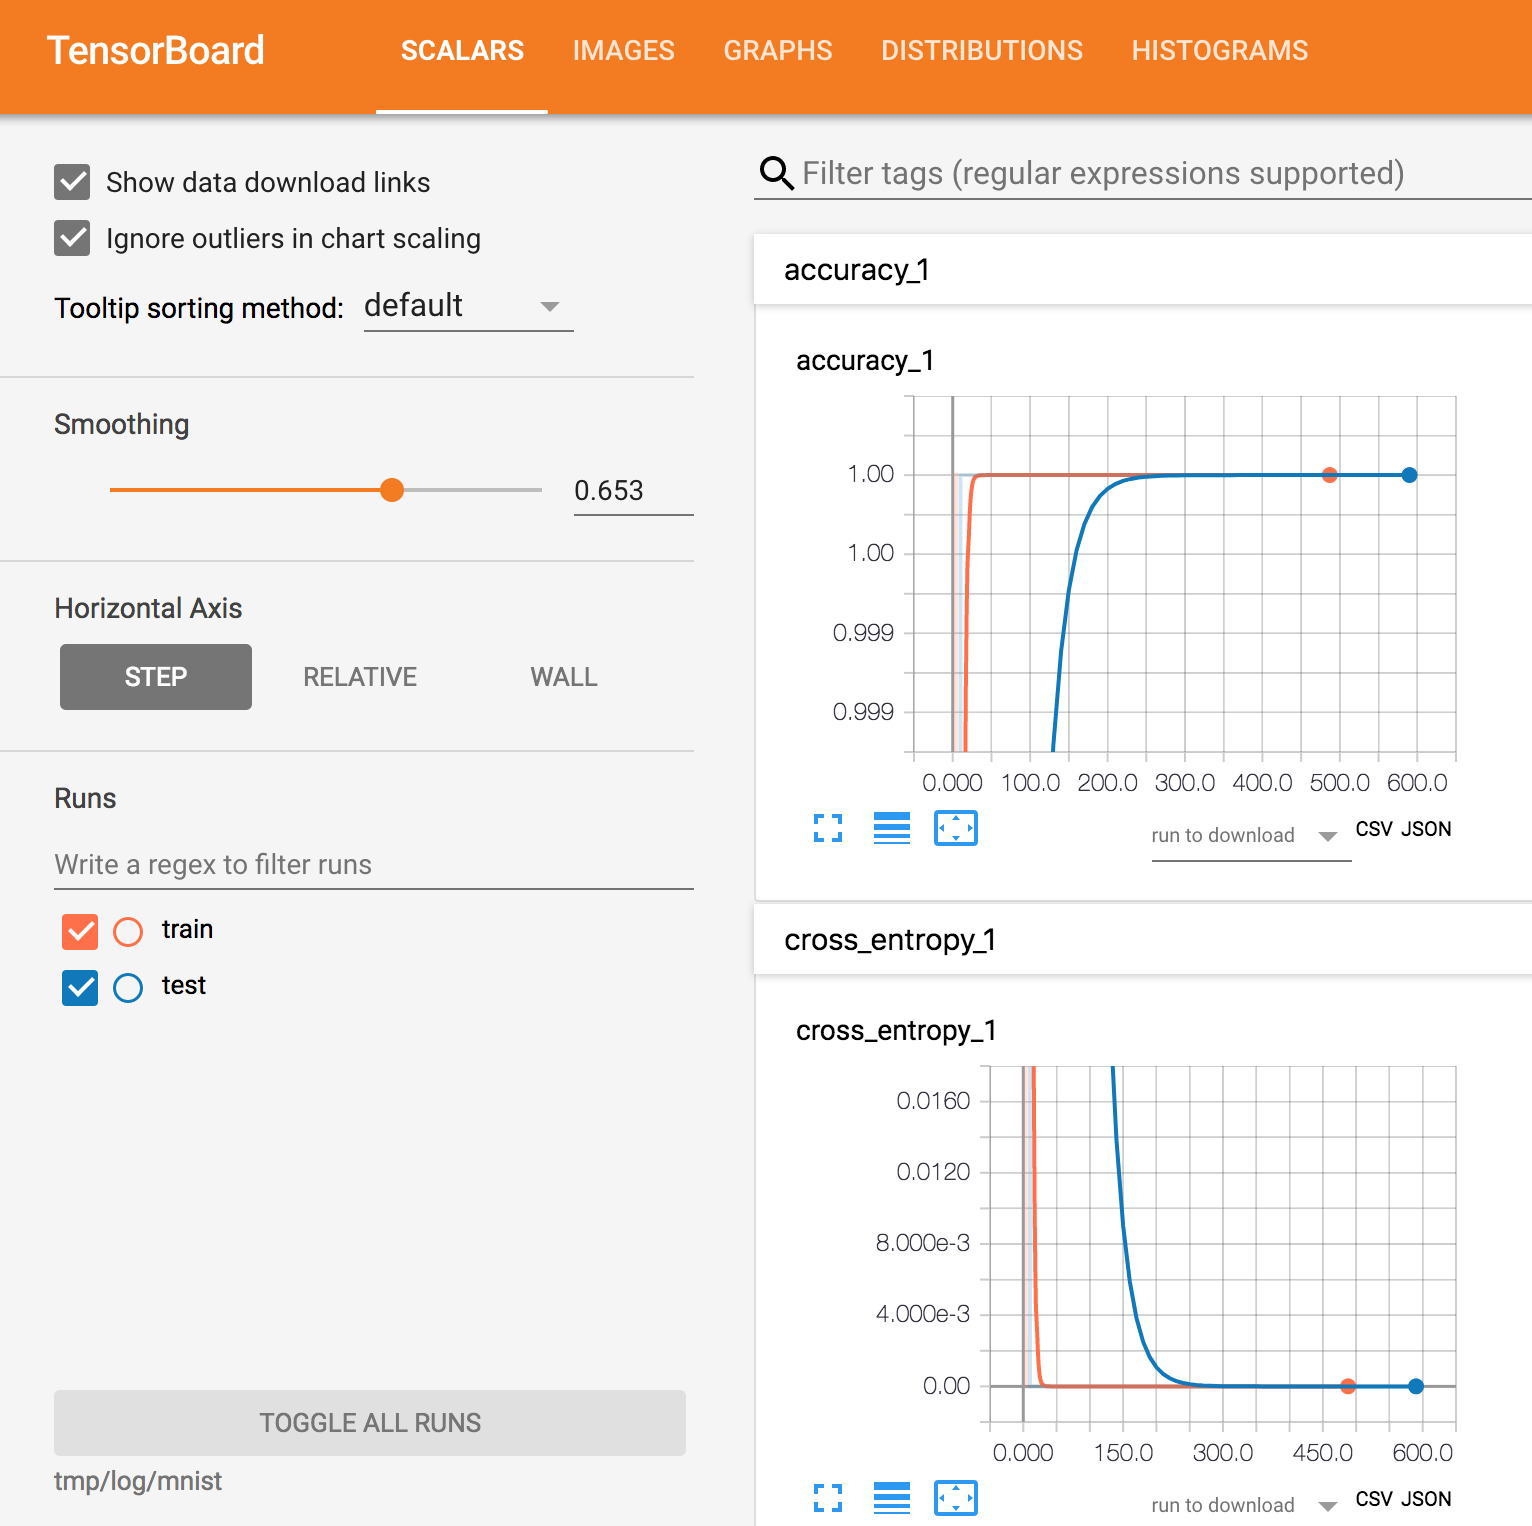 TensorBoard SCALARS IMAGES GRAPHS DISTRIBUTIONS HISTOGRAMS
Show data download links
Ignore outliers in chart scaling
Tooltip sorting method: default
Smoothing
0.653
Horizontal Axis
STEP RELATIVE WALL
Runs
Write a regex to filter runs
train
test
TOGGLE ALL RUNS
tmp/log/mnist
Filter tags (regular expressions supported)
accuracy_1
accuracy_1
1.00
1.00
0.999
0.999
0.000 100.0 200.0 300.0 400.0 500.0 600.0
run to download CSV JSON
cross_entropy_1
cross_entropy_1
0.0160
0.0120
8.000e-3
4.000e-3
0.00
0.000 150.0 300.0 450.0 600.0
run to download CSV JSON